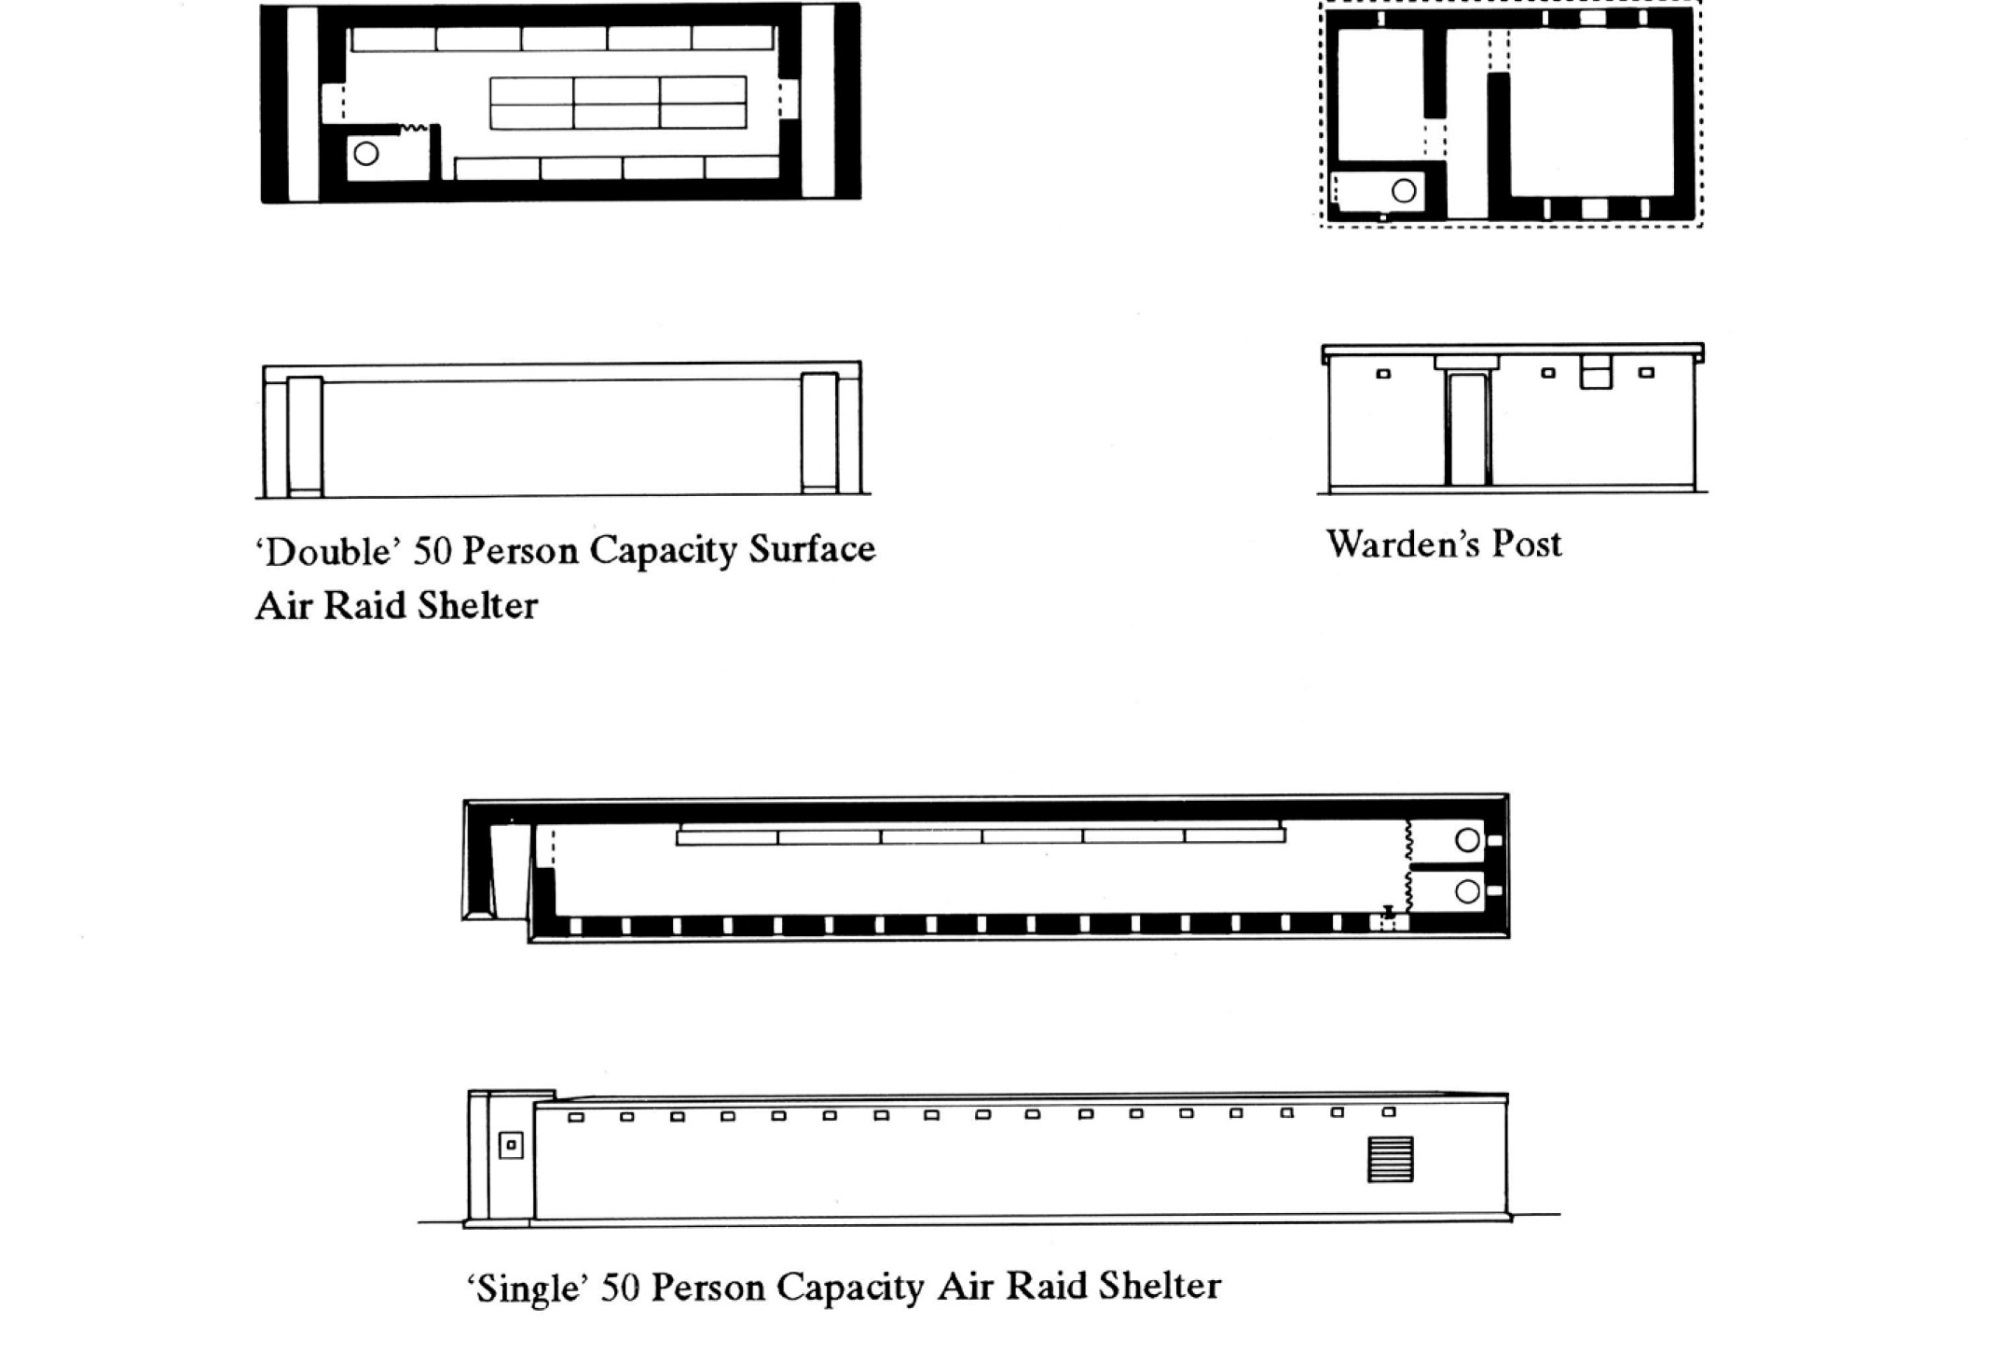 ‘Double’ 50 Person Capacity Surface
Air Raid Shelter
Warden’s Post
‘Single’ 50 Person Capacity Air Raid Shelter